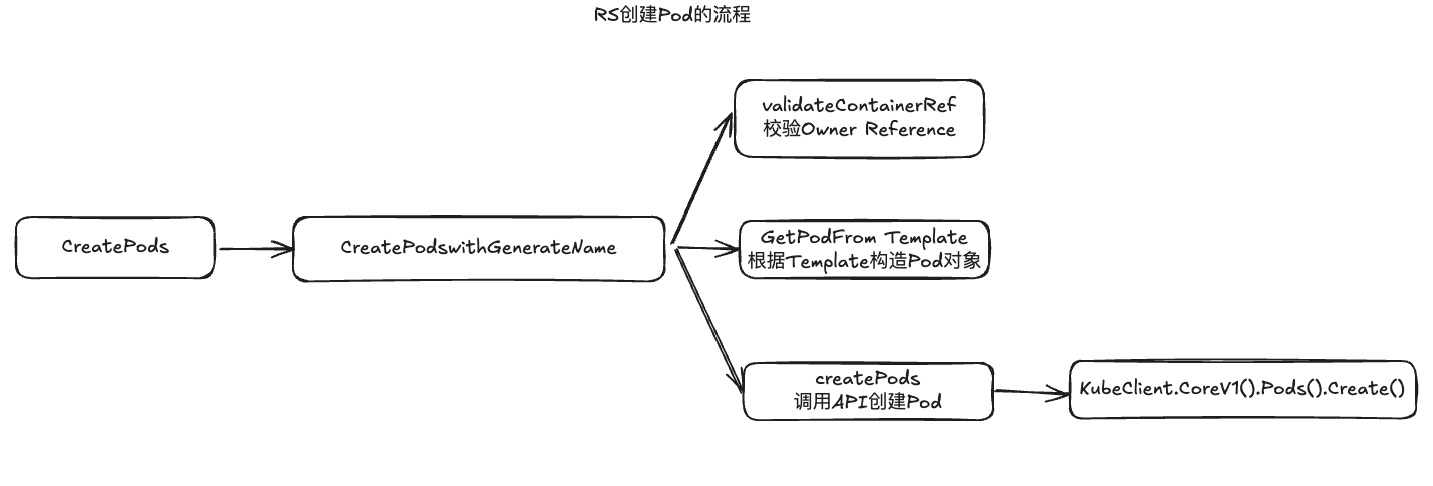 RS创建Pod的流程
validateContainerRef
校验Owner Reference
CreatePods
CreatePodswithGenerateName
GetPodFrom Template
根据Template构造Pod对象
createPods
调用API创建Pod
KubeClient.CoreV1().Pods().Create()